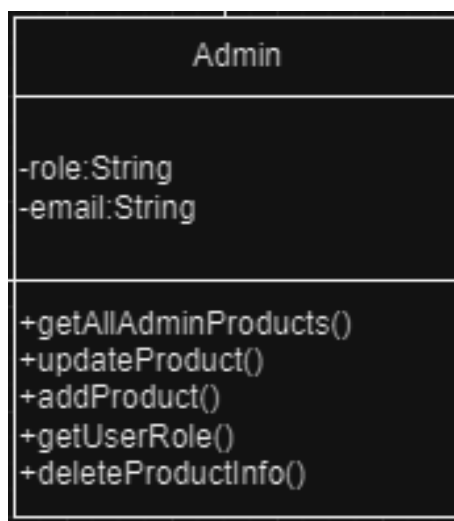 Admin
-role:String
-email:String
+getAllAdminProducts()
+updateProduct()
+addProduct()
+getUserRole()
+deleteProductInfo()